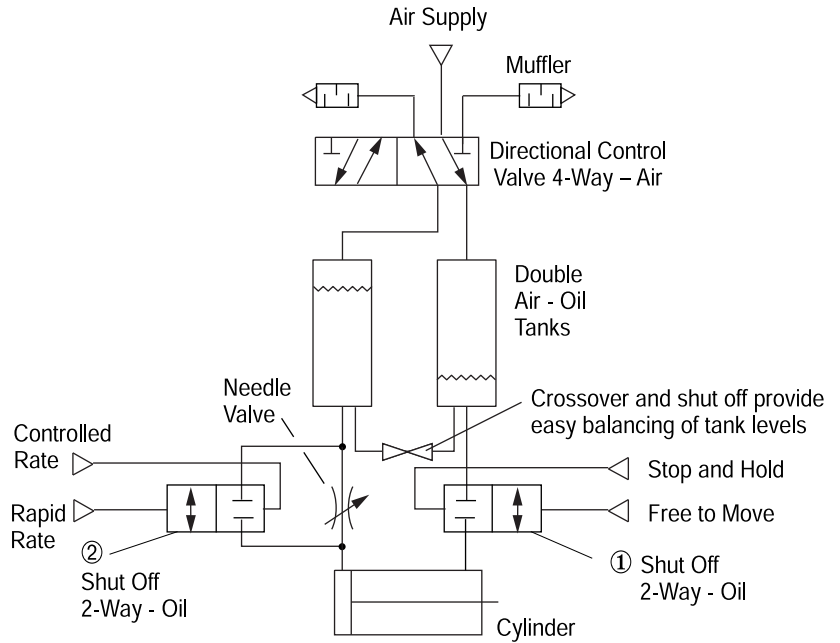 Air Supply
Muffler
Directional Control
Valve 4-Way – Air
Double
Air - Oil
Tanks
Needle
Valve
Crossover and shut off provide
easy balancing of tank levels
Controlled
Rate
Stop and Hold
Rapid
Rate
Free to Move
②
Shut Off
2-Way - Oil
① Shut Off
2-Way - Oil
Cylinder